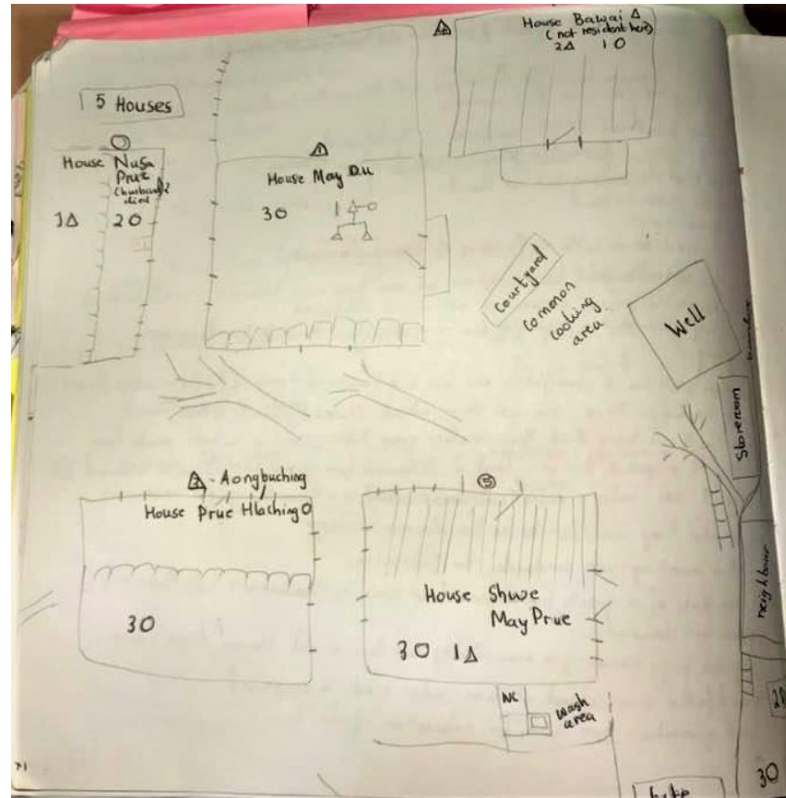 House Bawai Δ
(not resident here)
2Δ 1O
5 Houses
House Nusa
Prue
(husband
died
1Δ 2O
1
House May Du
3O 1Δ-O
Courtyard
common
cooking
area
Well
Storeroom
neighbour
- Aongbuching
House Prue Hlaching O
3O
5
House Shwe
May Prue
3O 1Δ
WC
wash
area
3O